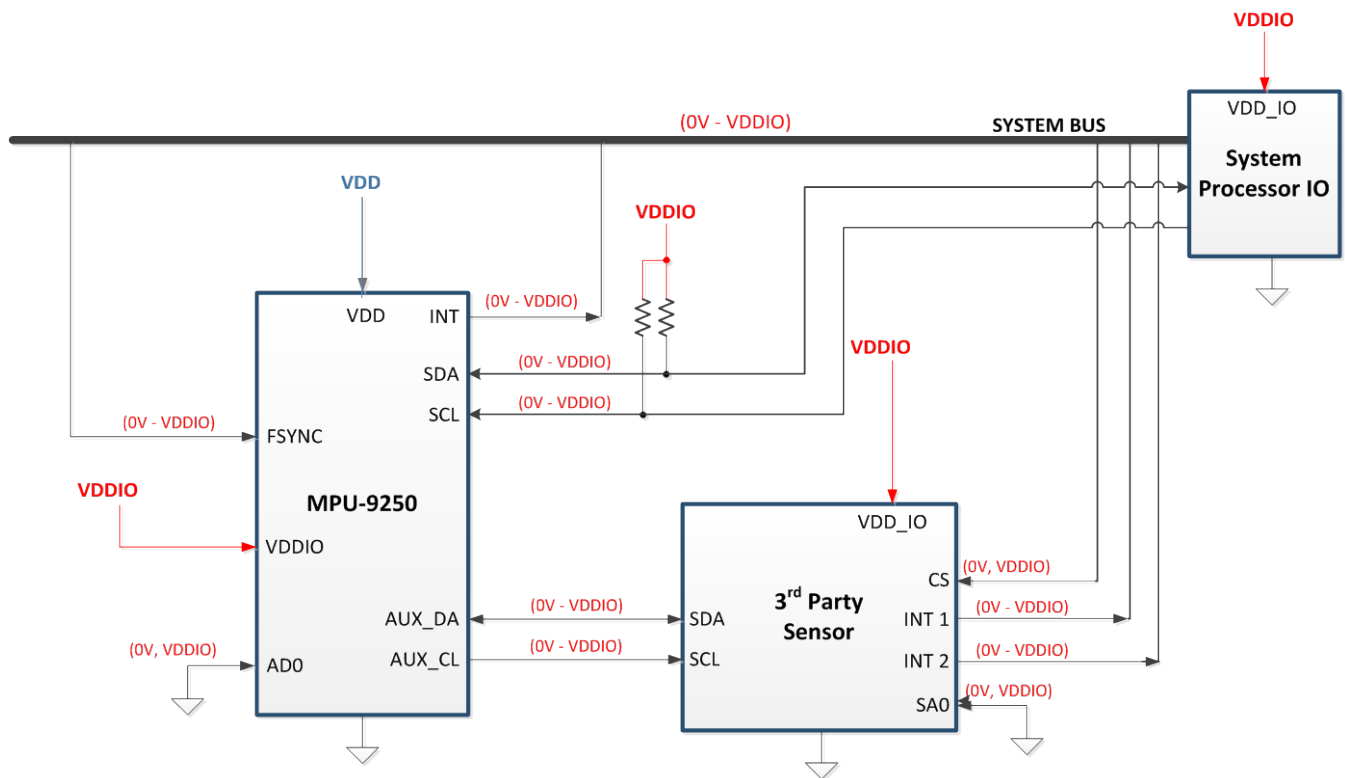 VDDIO
VDD_IO
System
Processor IO
(0V - VDDIO)
SYSTEM BUS
VDD
VDDIO
VDD
INT
(0V - VDDIO)
SDA
(0V - VDDIO)
SCL
(0V - VDDIO)
(0V - VDDIO)
FSYNC
VDDIO
MPU-9250
VDDIO
AUX_DA
(0V - VDDIO)
AUX_CL
(0V - VDDIO)
(0V, VDDIO)
AD0
VDDIO
VDD_IO
3rd Party
Sensor
SDA
SCL
CS
(0V, VDDIO)
INT 1
(0V - VDDIO)
INT 2
(0V - VDDIO)
SA0
(0V, VDDIO)